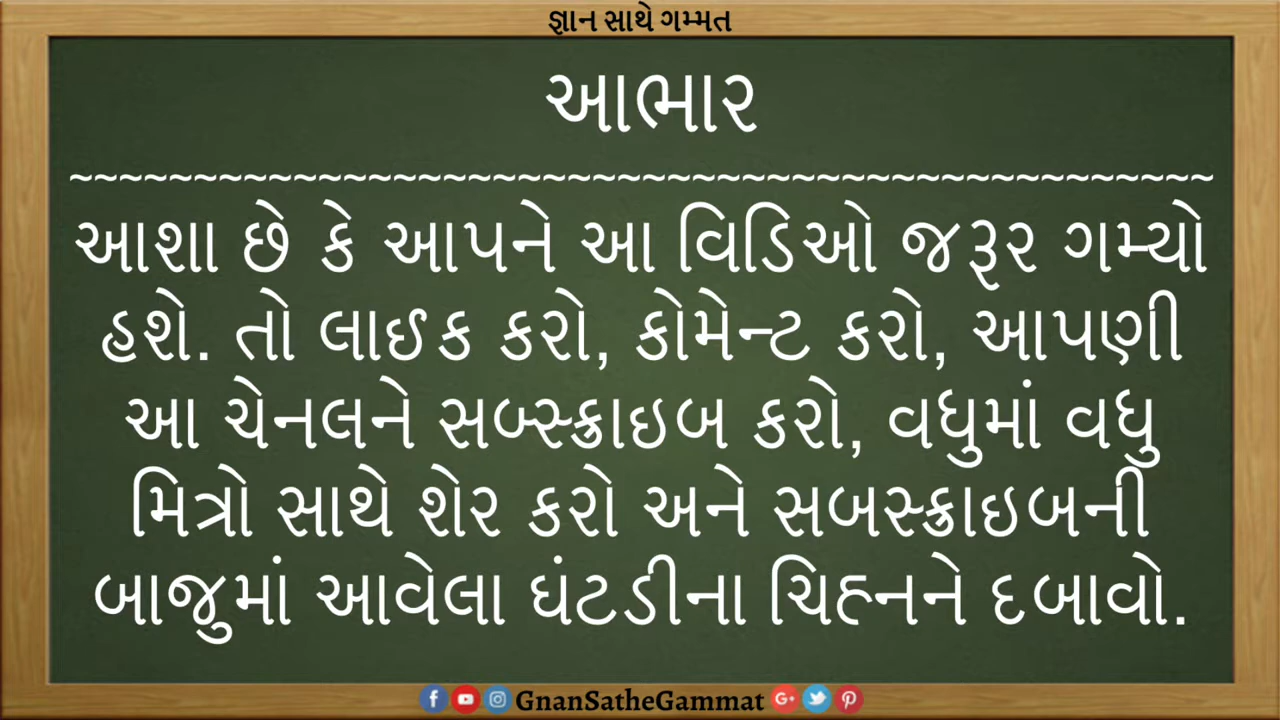 જ્ઞાન સાથે ગમ્મત
આભાર
~~~~~~~~~~~~~~~~~~~~~~~~~~~~~~~~~~~~~~~~~~~~~~
આશા છે કે આપને આ વિડિઓ જરૂર ગમ્યો
હશે. તો લાઈક કરો, કોમેન્ટ કરો, આપણી
આ ચેનલને સબ્સ્ક્રાઇબ કરો, વધુમાં વધુ
મિત્રો સાથે શેર કરો અને સબસ્ક્રાઇબની
બાજુમાં આવેલા ઘંટડીના ચિહ્નને દબાવો.
GnanSatheGammat